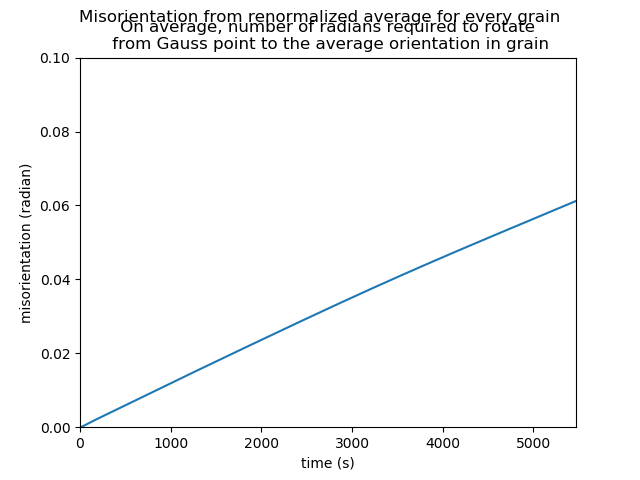 Misorientation from renormalized average for every grain
On average, number of radians required to rotate
from Gauss point to the average orientation in grain
0.10
0.08
0.06
0.04
0.02
0.00
misorientation (radian)
0 1000 2000 3000 4000 5000
time (s)